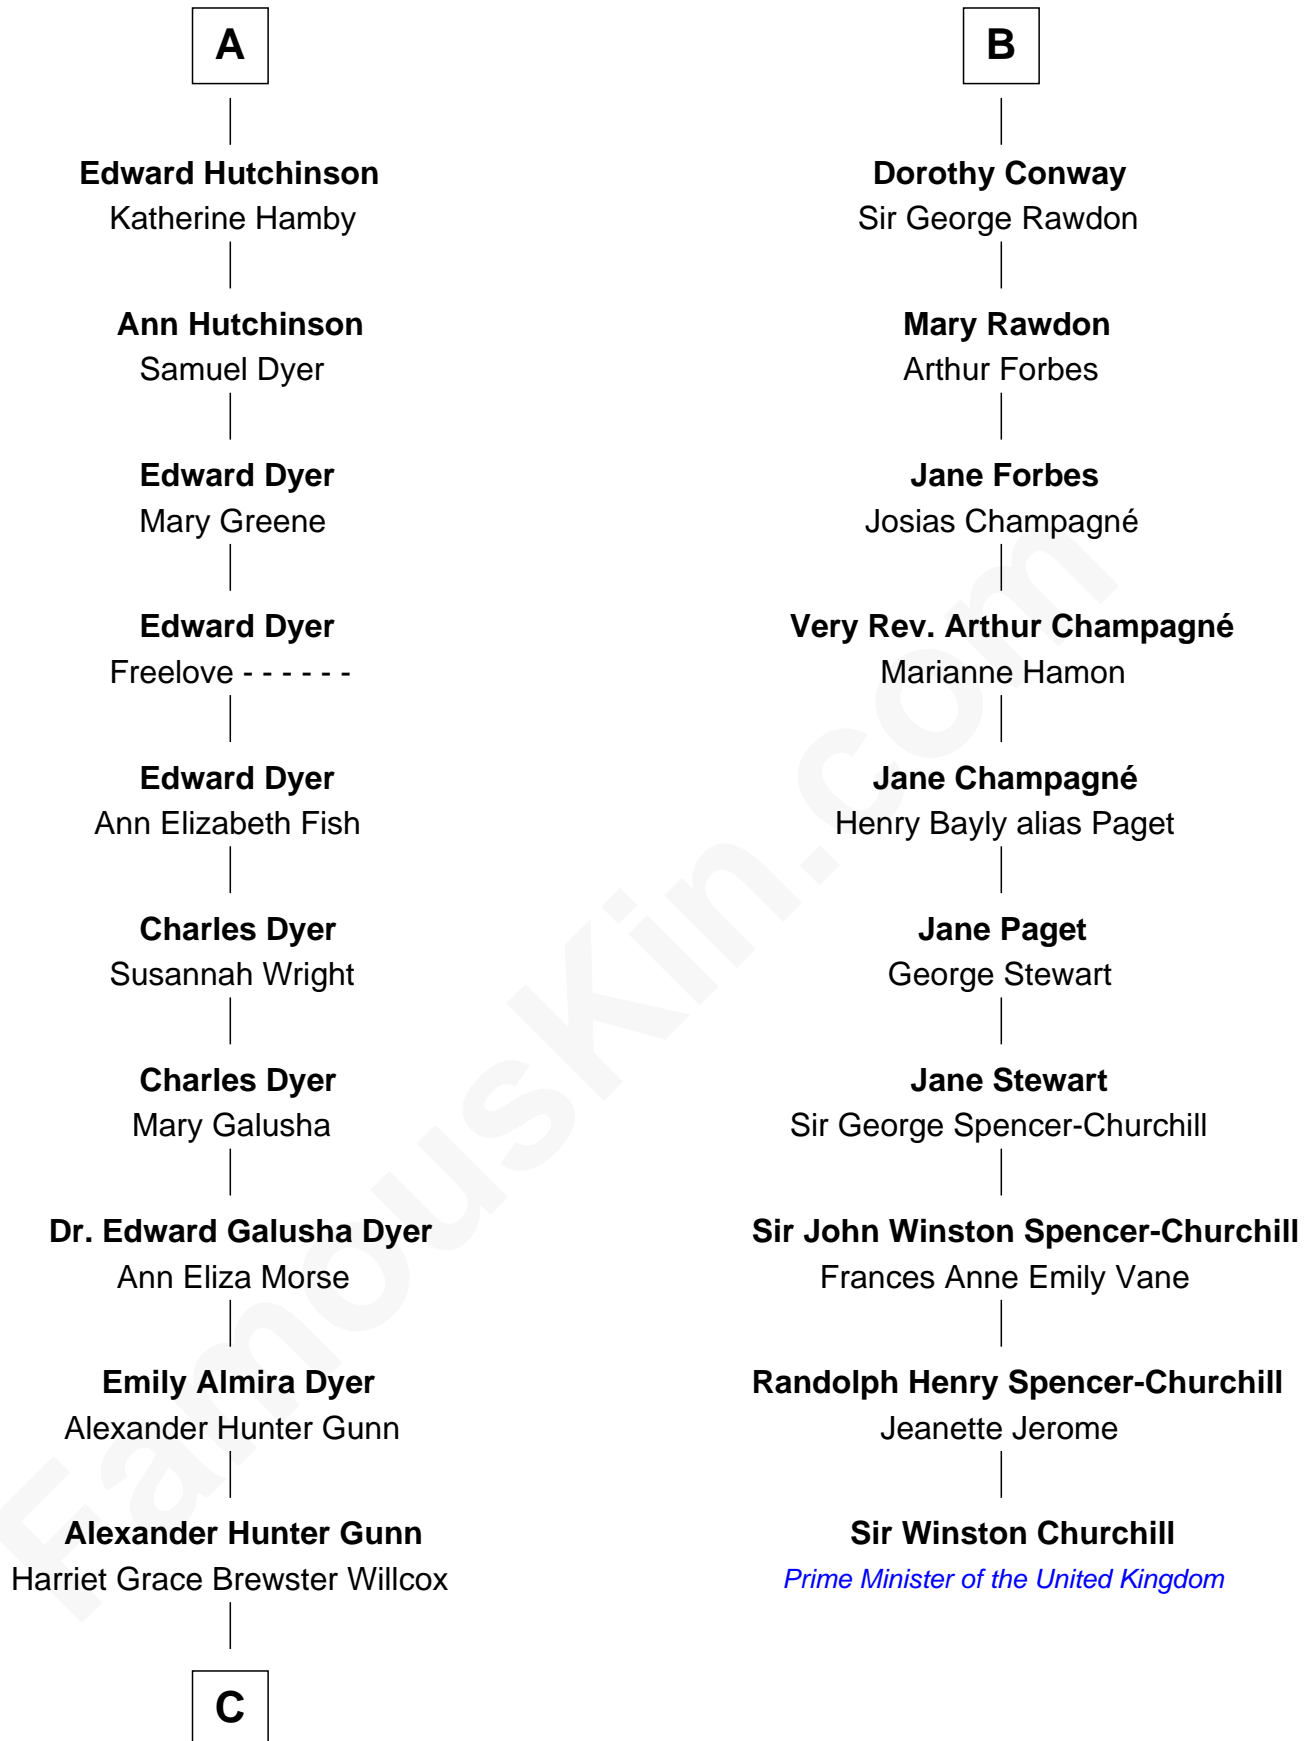 A
Edward Hutchinson
Katherine Hamby
Ann Hutchinson
Samuel Dyer
Edward Dyer
Mary Greene
Edward Dyer
Freelove - - - - - -
Edward Dyer
Ann Elizabeth Fish
Charles Dyer
Susannah Wright
Charles Dyer
Mary Galusha
Dr. Edward Galusha Dyer
Ann Eliza Morse
Emily Almira Dyer
Alexander Hunter Gunn
Alexander Hunter Gunn
Harriet Grace Brewster Willcox
C
B
Dorothy Conway
Sir George Rawdon
Mary Rawdon
Arthur Forbes
Jane Forbes
Josias Champagné
Very Rev. Arthur Champagné
Marianne Hamon
Jane Champagné
Henry Bayly alias Paget
Jane Paget
George Stewart
Jane Stewart
Sir George Spencer-Churchill
Sir John Winston Spencer-Churchill
Frances Anne Emily Vane
Randolph Henry Spencer-Churchill
Jeanette Jerome
Sir Winston Churchill
Prime Minister of the United Kingdom
FamousKin.com